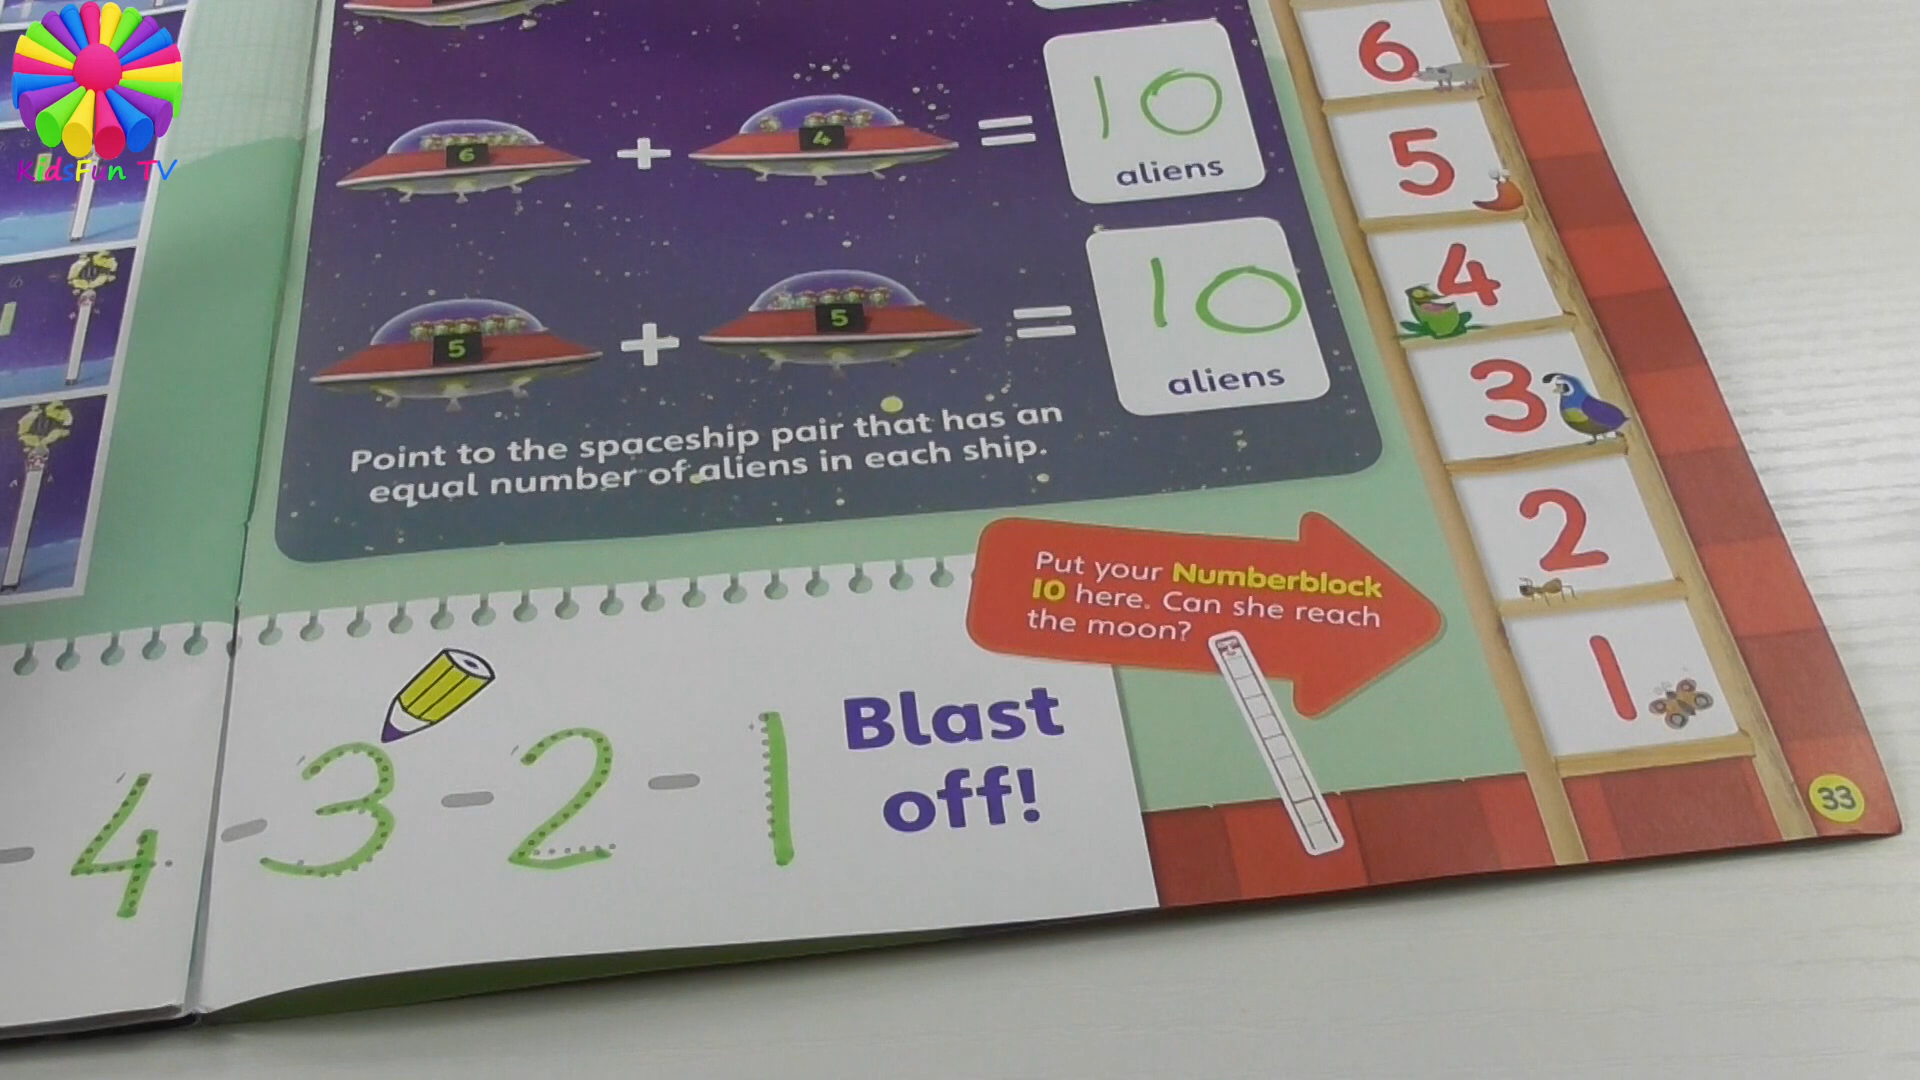 KidsFun TV
6 + 4 = 10
aliens
5 + 5 = 10
aliens
Point to the spaceship pair that has an
equal number of aliens in each ship.
Put your Numberblock
10 here. Can she reach
the moon?
- 4 - 3 - 2 - 1
Blast
off!
6
5
4
3
2
1
33